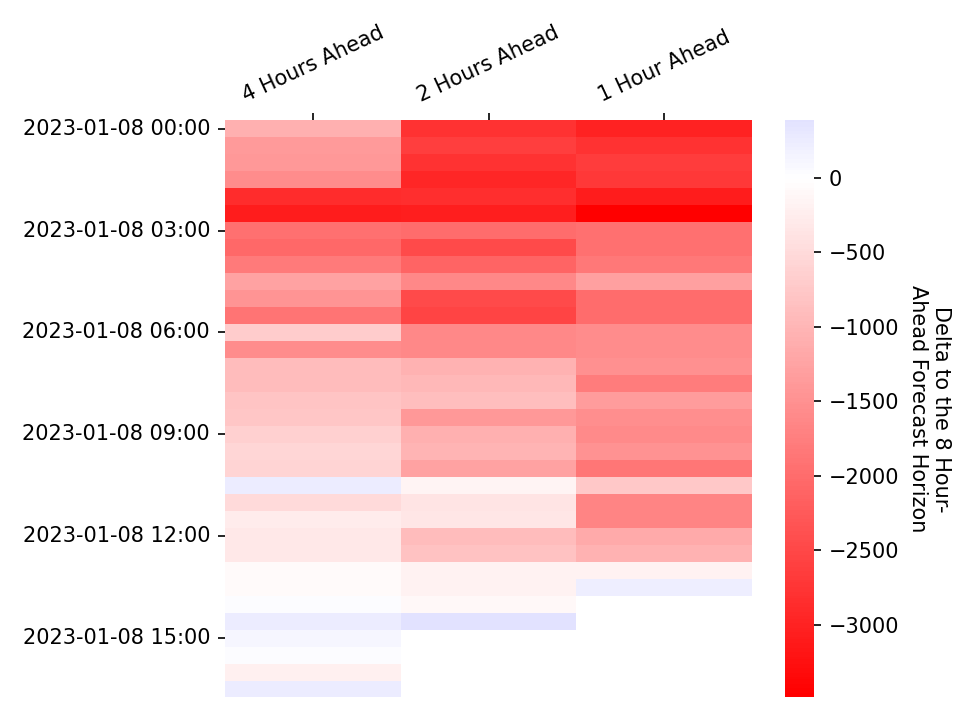 4 Hours Ahead
2 Hours Ahead
1 Hour Ahead
2023-01-08 00:00
2023-01-08 03:00
2023-01-08 06:00
2023-01-08 09:00
2023-01-08 12:00
2023-01-08 15:00
0
−500
−1000
−1500
−2000
−2500
−3000
Delta to the 8 Hour-
Ahead Forecast Horizon